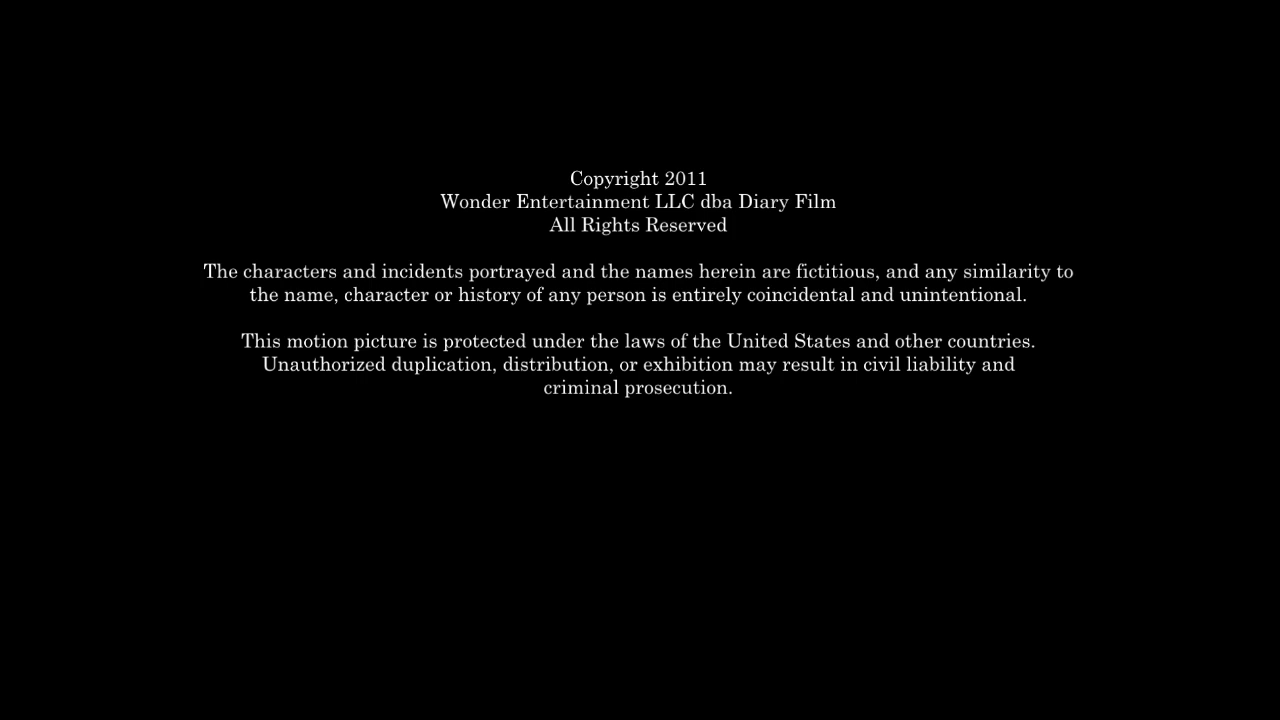 Copyright 2011
Wonder Entertainment LLC dba Diary Film
All Rights Reserved
The characters and incidents portrayed and the names herein are fictitious, and any similarity to
the name, character or history of any person is entirely coincidental and unintentional.
This motion picture is protected under the laws of the United States and other countries.
Unauthorized duplication, distribution, or exhibition may result in civil liability and
criminal prosecution.